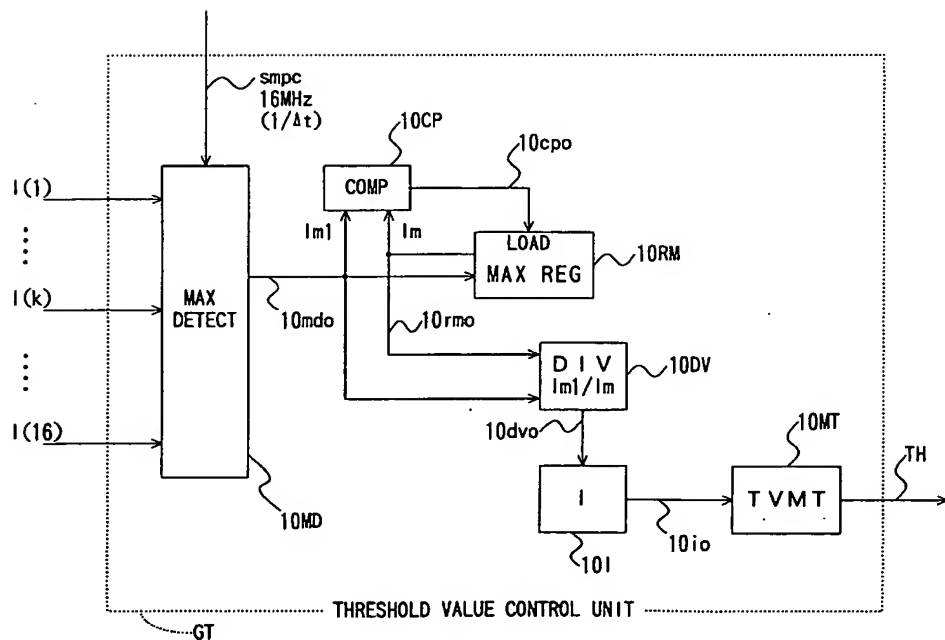 smpc
16MHz
(1/Δt)
10CP
10cpo
I(1)
COMP
Im1
Im
LOAD
MAX REG
10RM
MAX
DETECT
I(k)
10mdo
10rmo
DIV
Im1/Im
10DV
I(16)
10dvo
10MT
TH
10MD
I
TVMT
10io
10I
THRESHOLD VALUE CONTROL UNIT
GT